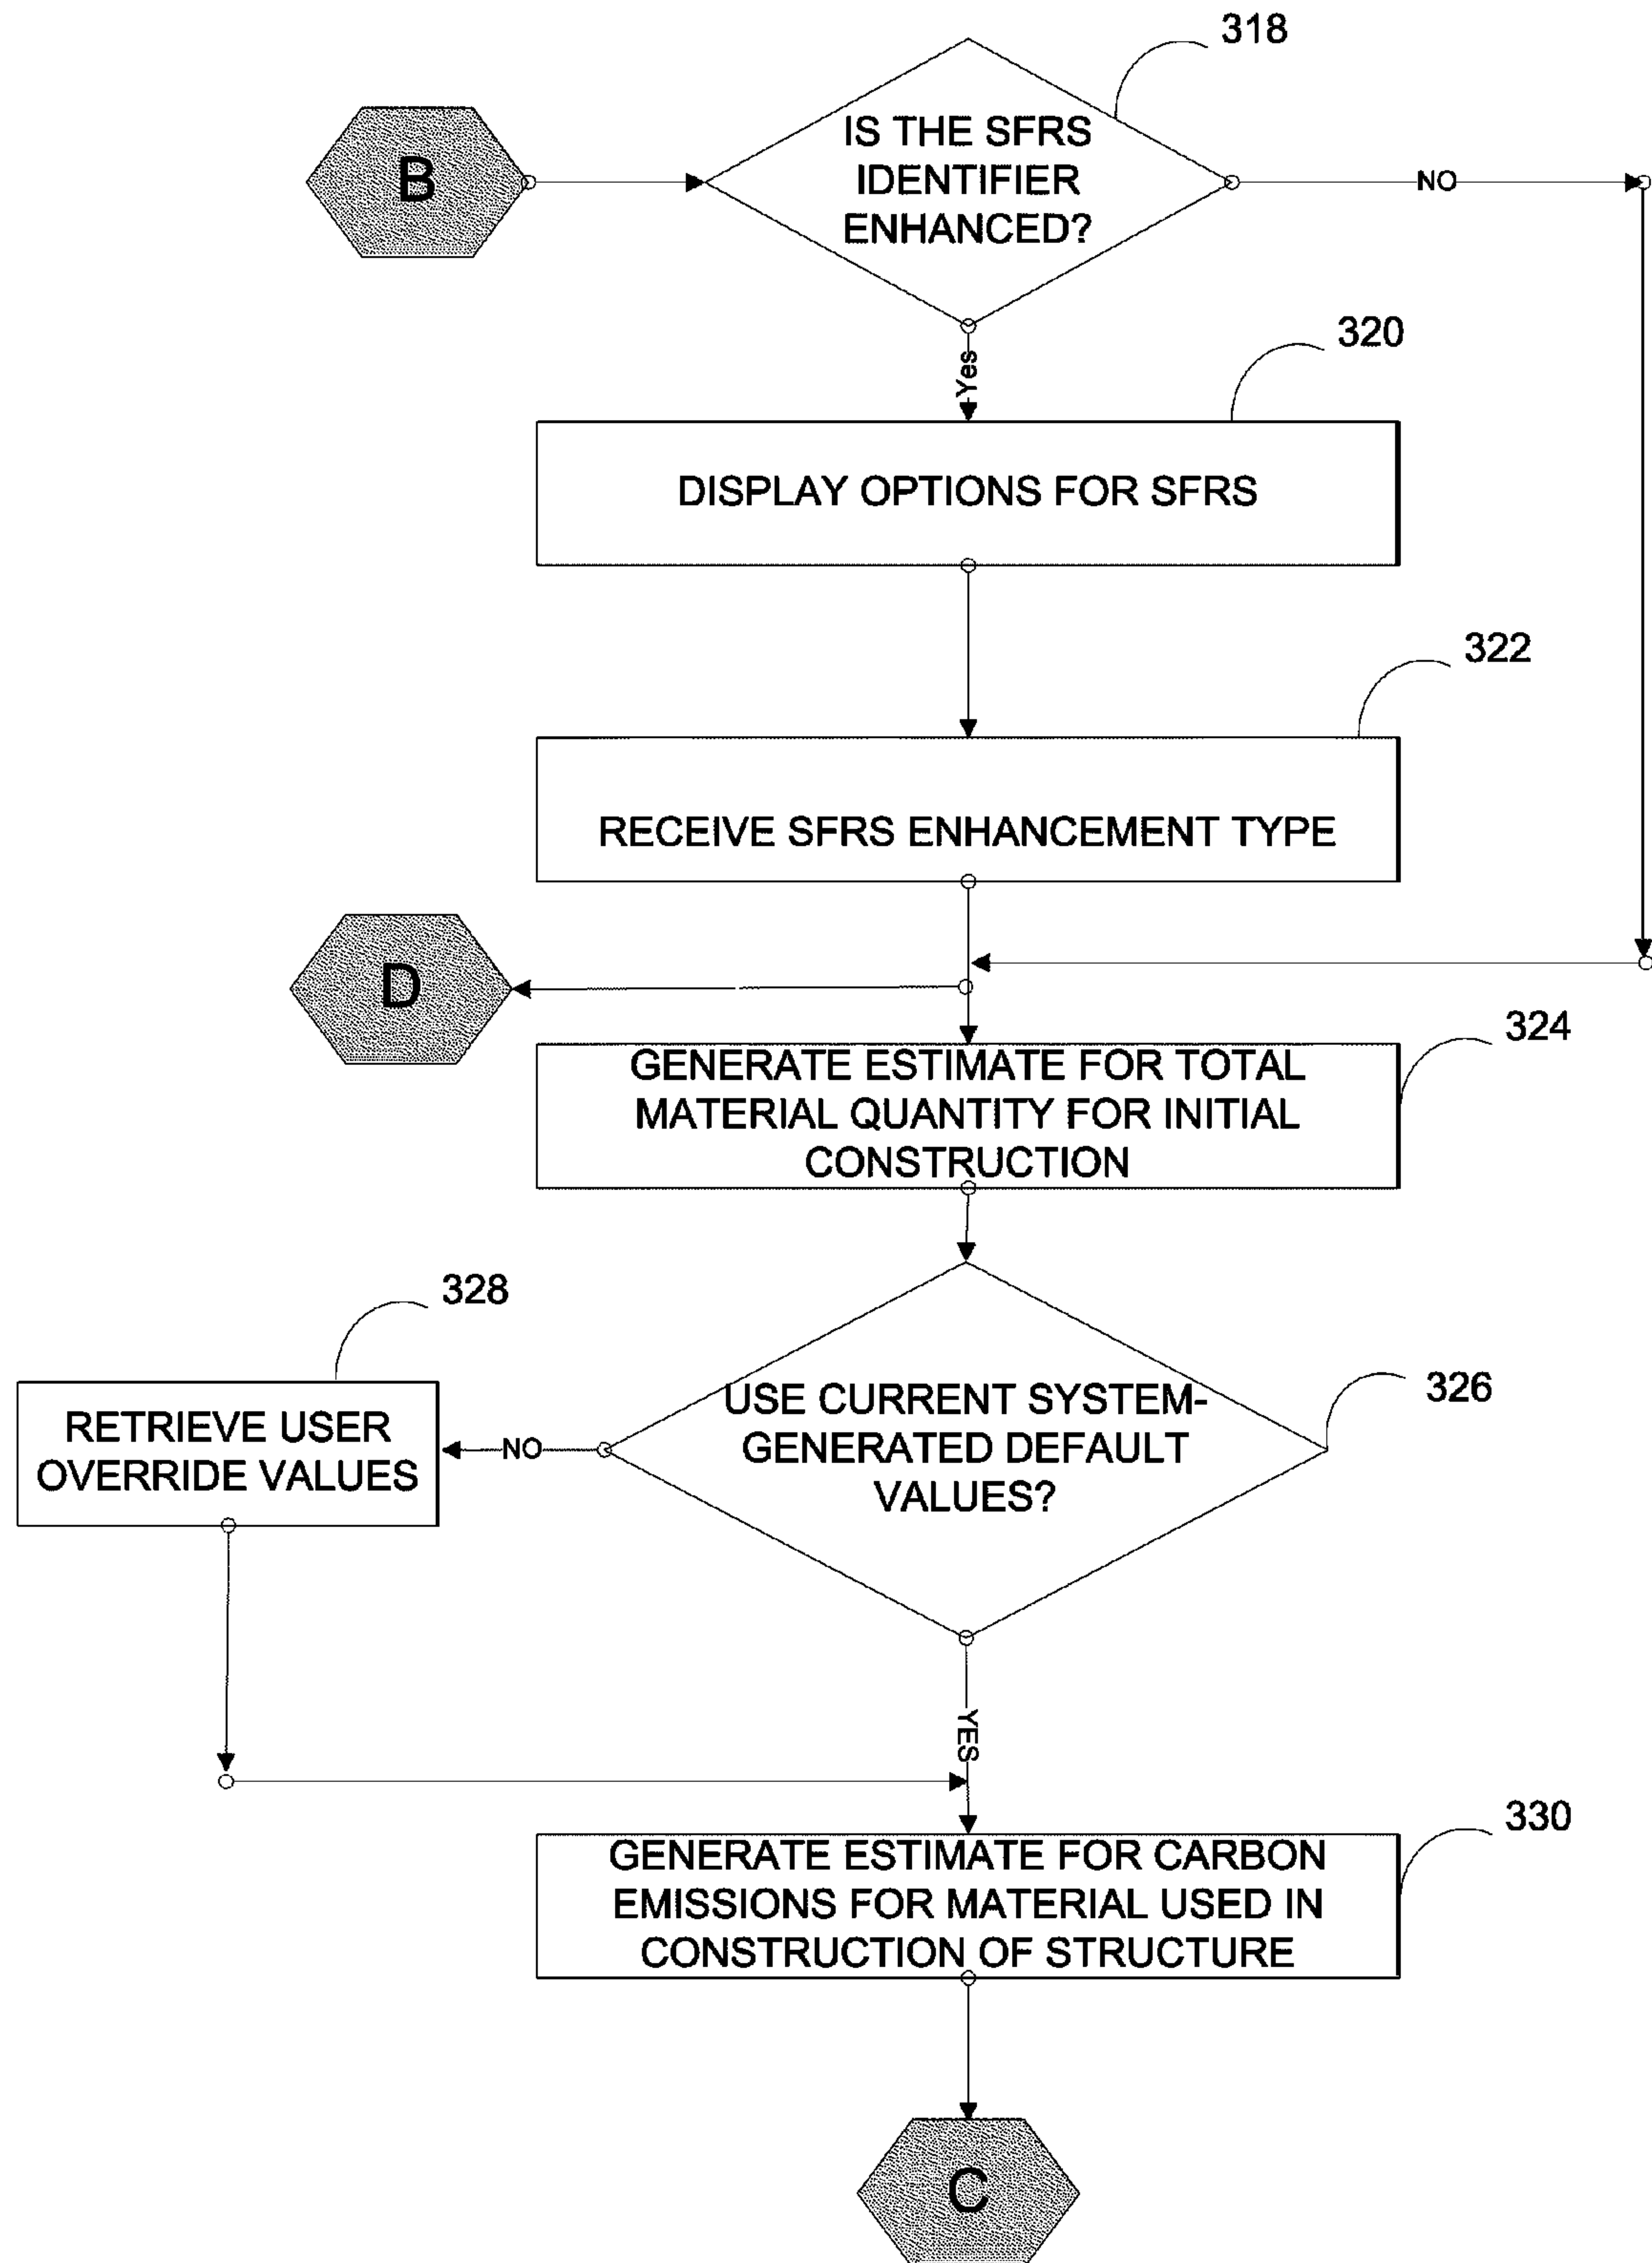 318
B
IS THE SFRS
IDENTIFIER
ENHANCED?
NO
Yes
320
DISPLAY OPTIONS FOR SFRS
322
RECEIVE SFRS ENHANCEMENT TYPE
D
324
GENERATE ESTIMATE FOR TOTAL
MATERIAL QUANTITY FOR INITIAL
CONSTRUCTION
328
326
RETRIEVE USER
OVERRIDE VALUES
NO
USE CURRENT SYSTEM-
GENERATED DEFAULT
VALUES?
YES
330
GENERATE ESTIMATE FOR CARBON
EMISSIONS FOR MATERIAL USED IN
CONSTRUCTION OF STRUCTURE
C